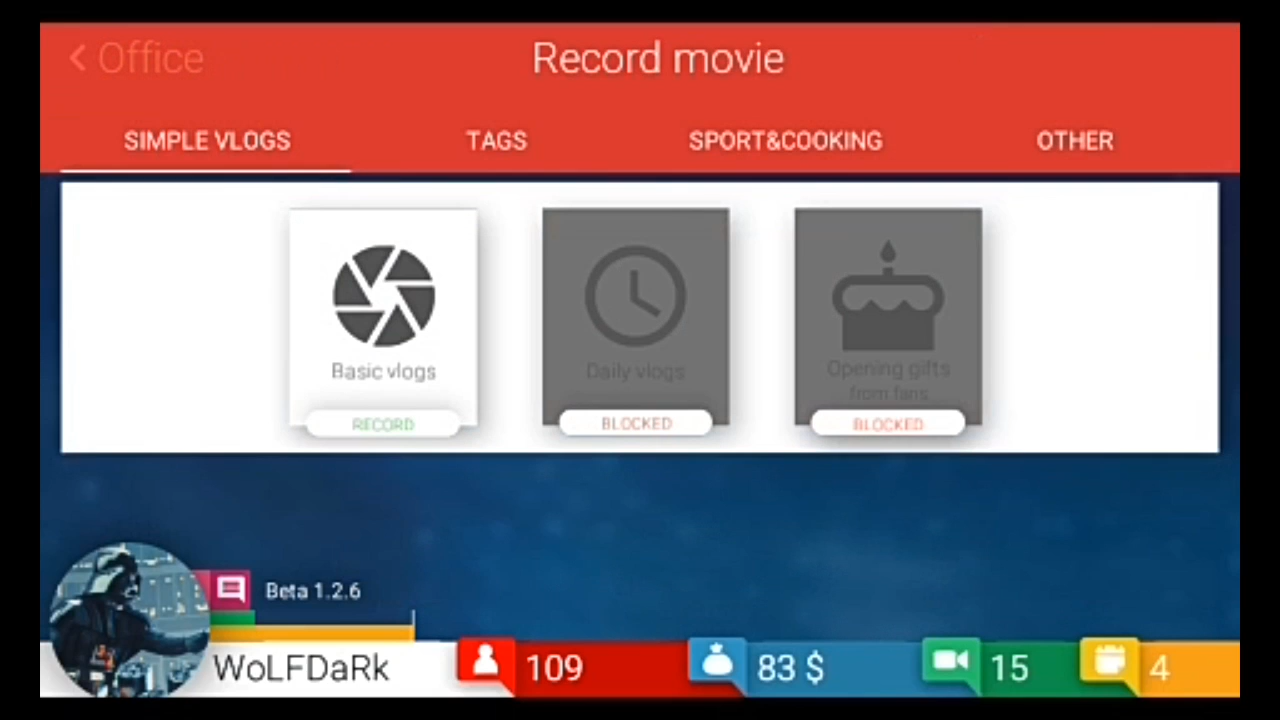 < Office
Record movie
SIMPLE VLOGS
TAGS
SPORT&COOKING
OTHER
Basic vlogs
RECORD
Daily vlogs
BLOCKED
Opening gifts
from fans
BLOCKED
Beta 1.2.6
WoLFDaRk
109
83 $
15
4